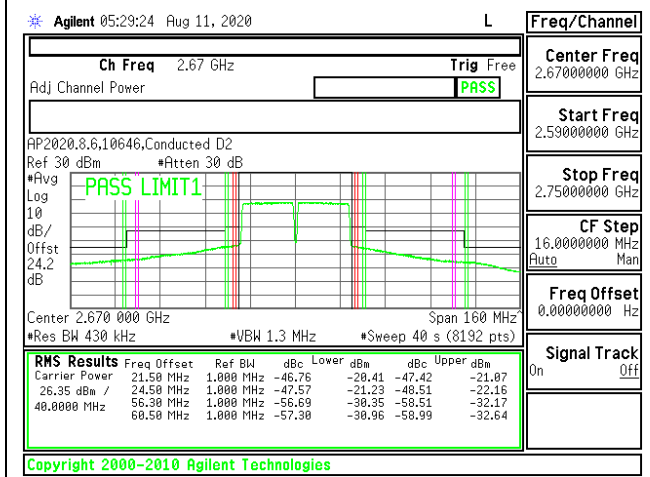 Agilent 05:29:24 Aug 11, 2020 L
Freq/Channel
Ch Freq 2.67 GHz Trig Free
Adj Channel Power PASS
Center Freq
2.67000000 GHz
Start Freq
2.59000000 GHz
Stop Freq
2.75000000 GHz
CF Step
16.0000000 MHz
Auto Man
Freq Offset
0.00000000 Hz
Signal Track
On Off
AP2020.8.6,10646,Conducted D2
Ref 30 dBm #Atten 30 dB
#Avg
Log
10
dB/
Offst
24.2
dB
PASS LIMIT1
Center 2.670 000 GHz Span 160 MHz
#Res BW 430 kHz #VBW 1.3 MHz #Sweep 40 s (8192 pts)
RMS Results Freq Offset Ref BW dBc Lower dBm dBc Upper dBm
Carrier Power 21.50 MHz 1.000 MHz -46.76 -20.41 -47.42 -21.07
26.35 dBm / 24.50 MHz 1.000 MHz -47.57 -21.23 -48.51 -22.16
40.0000 MHz 56.30 MHz 1.000 MHz -56.69 -30.35 -58.51 -32.17
60.50 MHz 1.000 MHz -57.30 -30.96 -58.99 -32.64
Copyright 2000-2010 Agilent Technologies